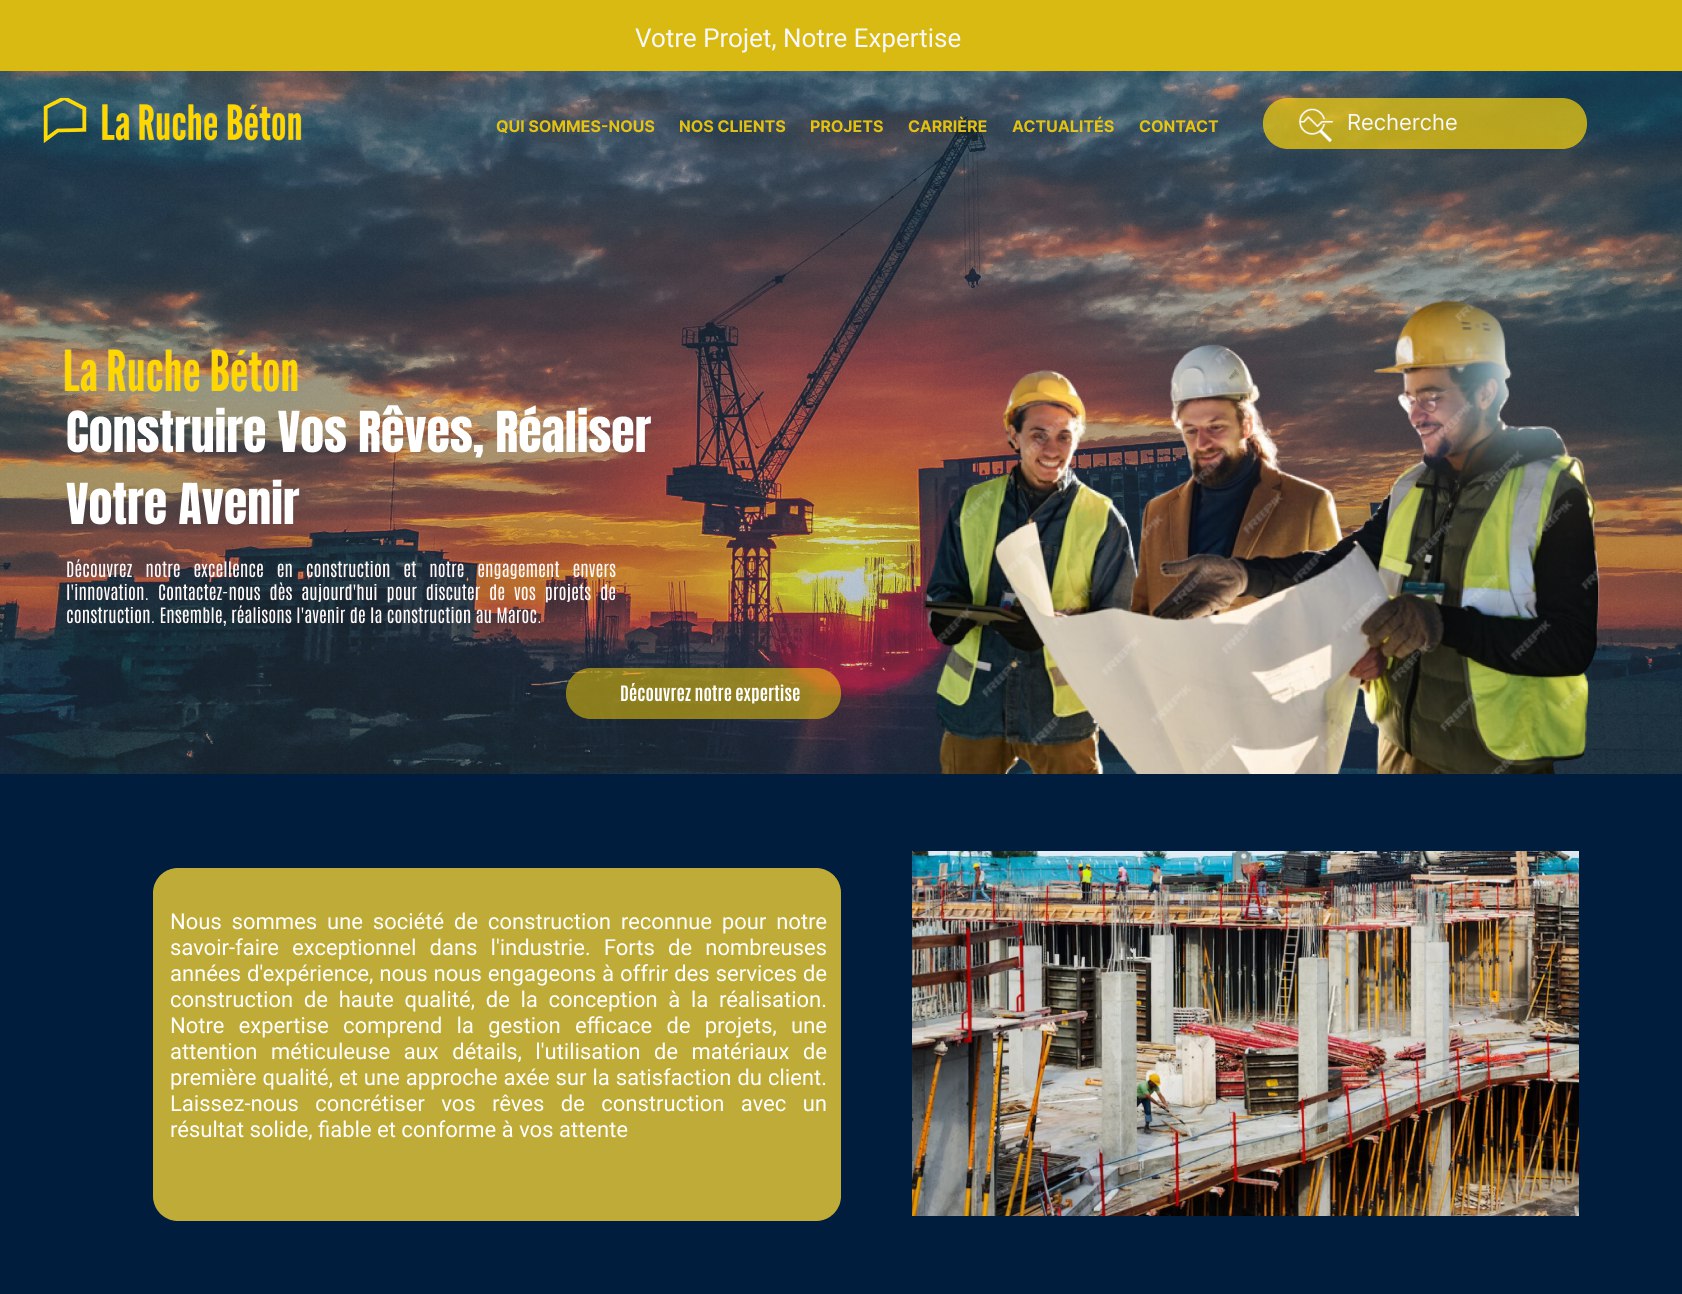 Votre Projet, Notre Expertise
La Ruche Béton
QUI SOMMES-NOUS NOS CLIENTS PROJETS CARRIÈRE ACTUALITÉS CONTACT
Recherche
La Ruche Béton
Construire Vos Rêves, Réaliser
Votre Avenir
Découvrez notre excellence en construction et notre engagement envers
l'innovation. Contactez-nous dès aujourd'hui pour discuter de vos projets de
construction. Ensemble, réalisons l'avenir de la construction au Maroc.
Découvrez notre expertise
FREEPIK
Nous sommes une société de construction reconnue pour notre
savoir-faire exceptionnel dans l'industrie. Forts de nombreuses
années d'expérience, nous nous engageons à offrir des services de
construction de haute qualité, de la conception à la réalisation.
Notre expertise comprend la gestion efficace de projets, une
attention méticuleuse aux détails, l'utilisation de matériaux de
première qualité, et une approche axée sur la satisfaction du client.
Laissez-nous concrétiser vos rêves de construction avec un
résultat solide, fiable et conforme à vos attente